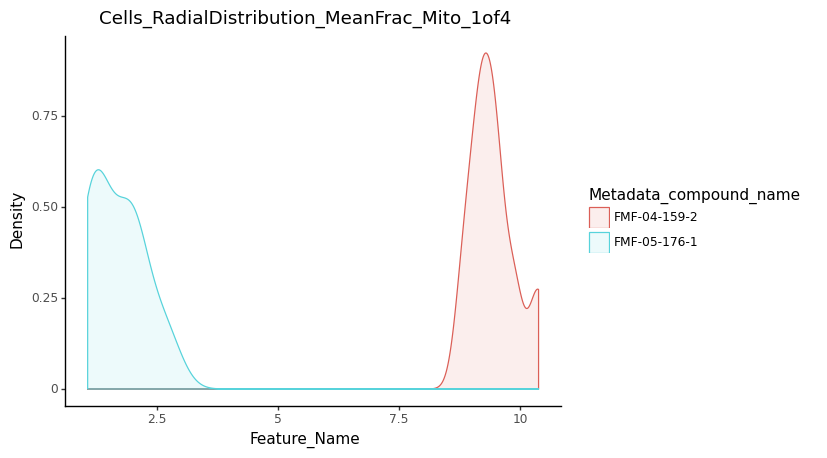 Cells_RadialDistribution_MeanFrac_Mito_1of4
0.75
0.50
0.25
0
Density
2.5 5 7.5 10
Feature_Name
Metadata_compound_name
FMF-04-159-2
FMF-05-176-1